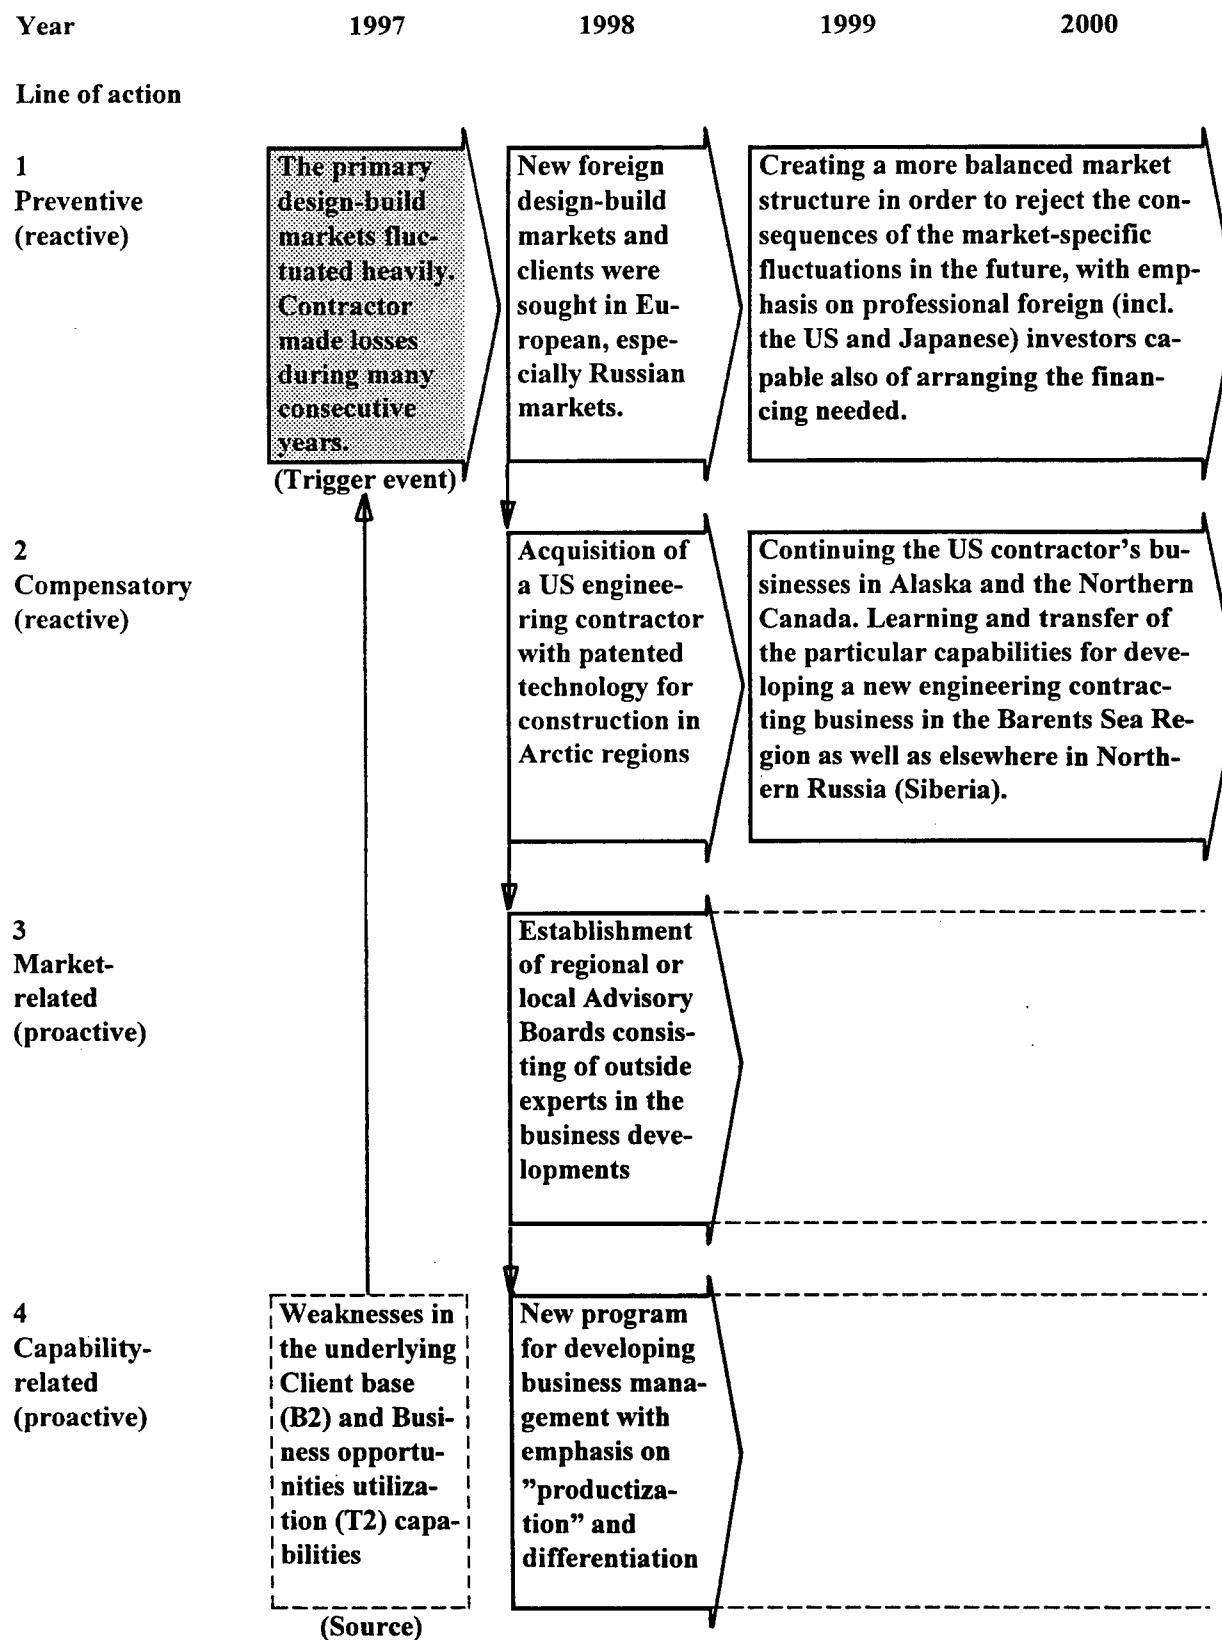 Year 1997 1998 1999 2000
Line of action
1
Preventive
(reactive)
The primary
design-build
markets fluc-
tuated heavily.
Contractor
made losses
during many
consecutive
years.
(Trigger event)
New foreign
design-build
markets and
clients were
sought in Eu-
ropean, espe-
cially Russian
markets.
Creating a more balanced market
structure in order to reject the con-
sequences of the market-specific
fluctuations in the future, with emp-
hasis on professional foreign (incl.
the US and Japanese) investors ca-
pable also of arranging the finan-
cing needed.
2
Compensatory
(reactive)
Acquisition of
a US enginee-
ring contractor
with patented
technology for
construction in
Arctic regions
Continuing the US contractor's bu-
sinesses in Alaska and the Northern
Canada. Learning and transfer of
the particular capabilities for deve-
loping a new engineering contrac-
ting business in the Barents Sea Re-
gion as well as elsewhere in North-
ern Russia (Siberia).
3
Market-
related
(proactive)
Establishment
of regional or
local Advisory
Boards consis-
ting of outside
experts in the
business deve-
lopments
4
Capability-
related
(proactive)
Weaknesses in
the underlying
Client base
(B2) and Busi-
ness opportu-
nities utiliza-
tion (T2) capa-
bilities
(Source)
New program
for developing
business mana-
gement with
emphasis on
”productiza-
tion” and
differentiation